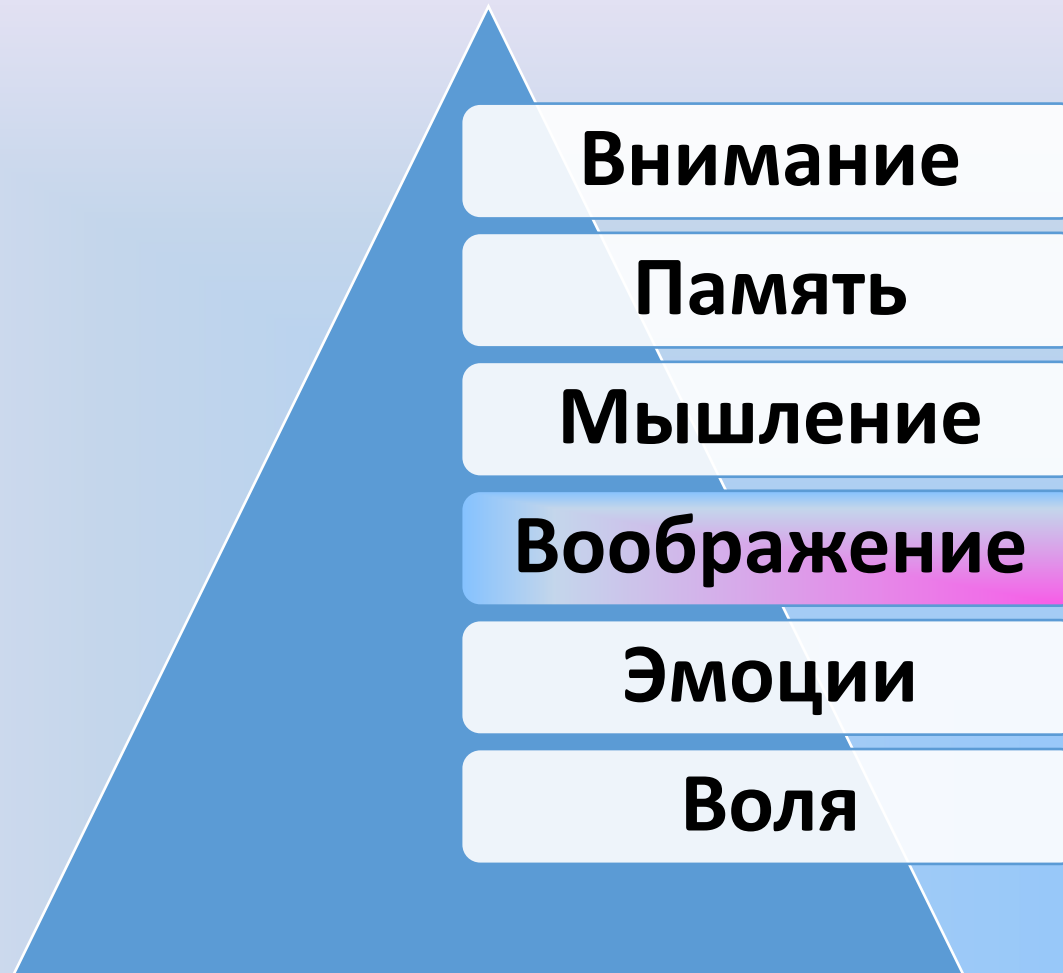 Внимание
Память
Мышление
Воображение
Эмоции
Воля